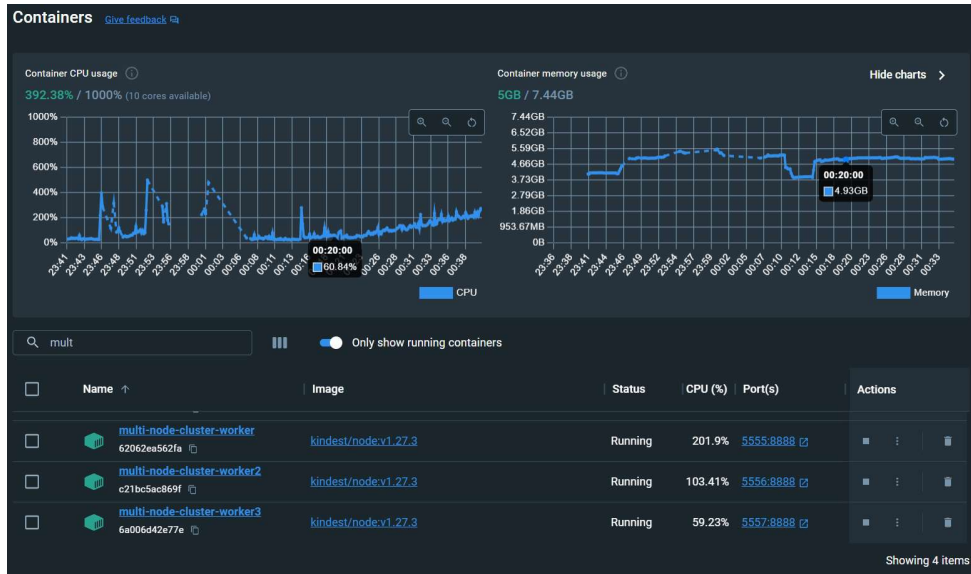 Containers Give feedback
Container CPU usage
392.38% / 1000% (10 cores available)
1000%
800%
600%
400%
200%
0%
23:41 23:43 23:46 23:48 23:51 23:53 23:56 23:58 00:01 00:03 00:06 00:08 00:11 00:13 00:16 00:26 00:28 00:31 00:33 00:36 00:38
00:20:00
60.84%
CPU
Container memory usage
Hide charts
5GB / 7.44GB
7.44GB
6.52GB
5.59GB
4.66GB
3.73GB
2.79GB
1.86GB
953.67MB
0B
23:36 23:39 23:41 23:44 23:46 23:49 23:52 23:54 23:57 23:59 00:02 00:05 00:07 00:10 00:12 00:15 00:18 00:20 00:23 00:26 00:28 00:31 00:33
00:20:00
4.93GB
Memory
mult
Only show running containers
Name Image Status CPU (%) Port(s) Actions
multi-node-cluster-worker
62062ea562fa
kindest/node:v1.27.3 Running 201.9% 5555:8888
multi-node-cluster-worker2
c21bc5ac869f
kindest/node:v1.27.3 Running 103.41% 5556:8888
multi-node-cluster-worker3
6a006d42e77e
kindest/node:v1.27.3 Running 59.23% 5557:8888
Showing 4 items